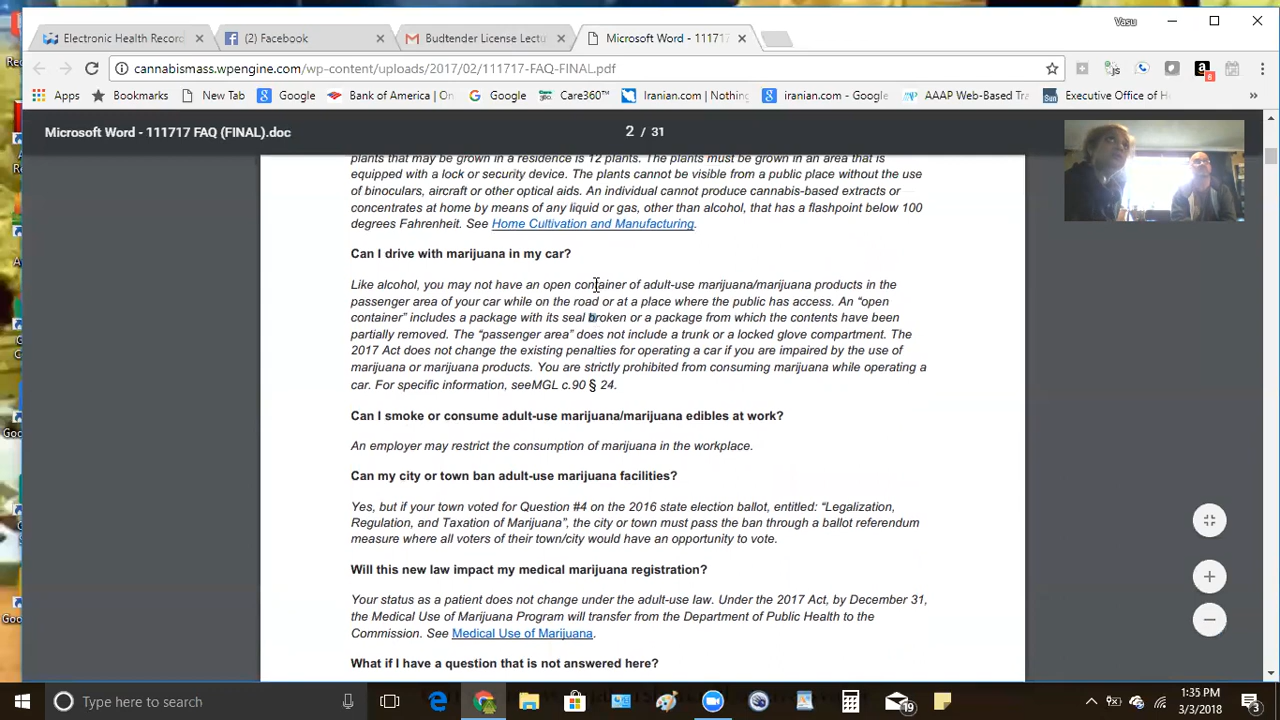 Vasu
Electronic Health Record
(2) Facebook
Budtender License Lectu
Microsoft Word - 11171
cannabismass.wpengine.com/wp-content/uploads/2017/02/111717-FAQ-FINAL.pdf
js
8
Apps
Bookmarks
New Tab
Google
Bank of America | On
Google
Care360™
Iranian.com | Nothing
iranian.com - Google
AAAP Web-Based Tra
Executive Office of H
»
Microsoft Word - 111717 FAQ (FINAL).doc
2 / 31
plants that may be grown in a residence is 12 plants. The plants must be grown in an area that is
equipped with a lock or security device. The plants cannot be visible from a public place without the use
of binoculars, aircraft or other optical aids. An individual cannot produce cannabis-based extracts or
concentrates at home by means of any liquid or gas, other than alcohol, that has a flashpoint below 100
degrees Fahrenheit. See Home Cultivation and Manufacturing.
Can I drive with marijuana in my car?
Like alcohol, you may not have an open container of adult-use marijuana/marijuana products in the
passenger area of your car while on the road or at a place where the public has access. An “open
container” includes a package with its seal broken or a package from which the contents have been
partially removed. The “passenger area” does not include a trunk or a locked glove compartment. The
2017 Act does not change the existing penalties for operating a car if you are impaired by the use of
marijuana or marijuana products. You are strictly prohibited from consuming marijuana while operating a
car. For specific information, seeMGL c.90 § 24.
Can I smoke or consume adult-use marijuana/marijuana edibles at work?
An employer may restrict the consumption of marijuana in the workplace.
Can my city or town ban adult-use marijuana facilities?
Yes, but if your town voted for Question #4 on the 2016 state election ballot, entitled: “Legalization,
Regulation, and Taxation of Marijuana”, the city or town must pass the ban through a ballot referendum
measure where all voters of their town/city would have an opportunity to vote.
Will this new law impact my medical marijuana registration?
Your status as a patient does not change under the adult-use law. Under the 2017 Act, by December 31,
the Medical Use of Marijuana Program will transfer from the Department of Public Health to the
Commission. See Medical Use of Marijuana.
What if I have a question that is not answered here?
Type here to search
19
1:35 PM
3/3/2018
3